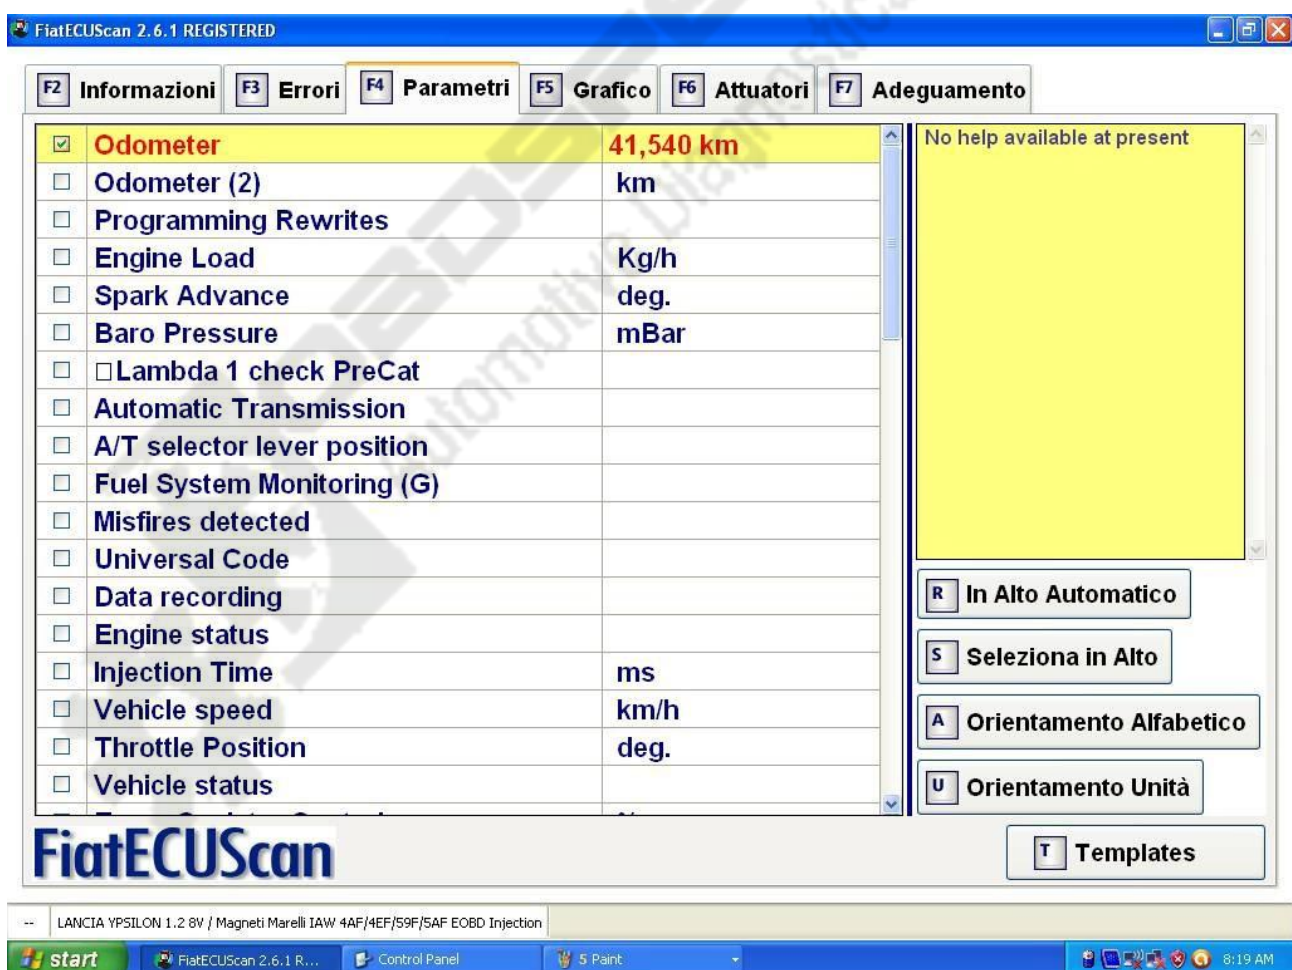 FiatECUScan 2.6.1 REGISTERED
F2 Informazioni F3 Errori F4 Parametri F5 Grafico F6 Attuatori F7 Adeguamento
Odometer 41,540 km
Odometer (2) km
Programming Rewrites
Engine Load Kg/h
Spark Advance deg.
Baro Pressure mBar
□Lambda 1 check PreCat
Automatic Transmission
A/T selector lever position
Fuel System Monitoring (G)
Misfires detected
Universal Code
Data recording
Engine status
Injection Time ms
Vehicle speed km/h
Throttle Position deg.
Vehicle status
No help available at present
R In Alto Automatico
S Seleziona in Alto
A Orientamento Alfabetico
U Orientamento Unità
FiatECUScan
T Templates
-- LANCIA YPSILON 1.2 8V / Magneti Marelli IAW 4AF/4EF/59F/5AF EOBD Injection
start FiatECUScan 2.6.1 R... Control Panel 5 Paint 8:19 AM
Automotive Diagnostic